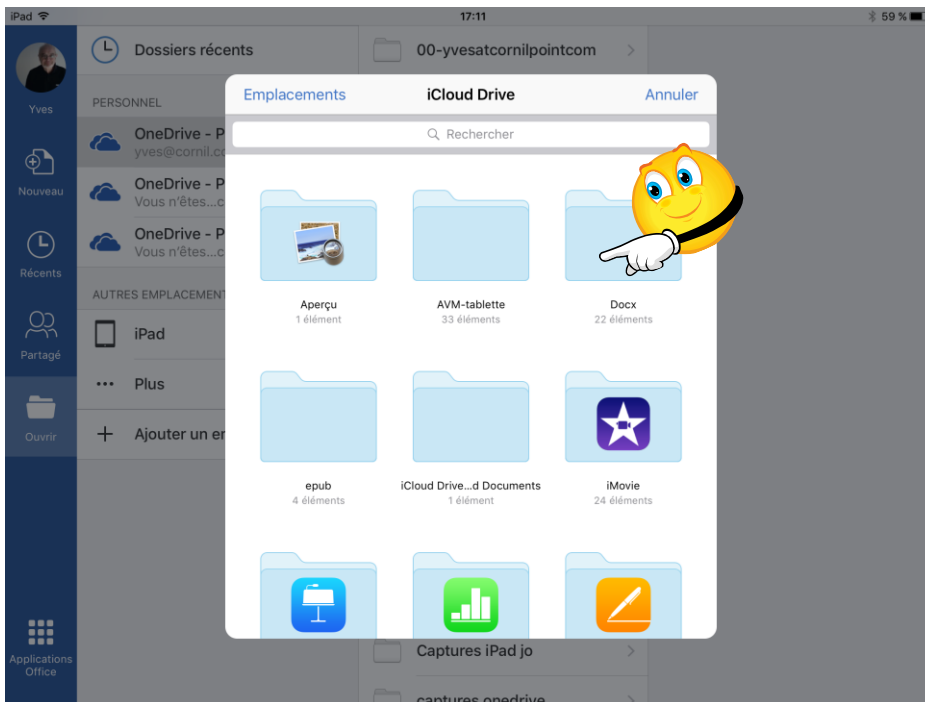 iPad
17:11
59 %
Yves
Nouveau
Récents
Partagé
Ouvrir
Applications
Office
Dossiers récents
PERSONNEL
OneDrive - P
yves@cornil.c
OneDrive - P
Vous n'êtes...c
OneDrive - P
Vous n'êtes...c
AUTRES EMPLACEMENT
iPad
Plus
Ajouter un e
00-yvesatcornilpointcom
Emplacements
iCloud Drive
Annuler
Rechercher
Aperçu
1 élément
AVM-tablette
33 éléments
Docx
22 éléments
epub
4 éléments
iCloud Drive...d Documents
1 élément
iMovie
24 éléments
Captures iPad jo
captures onedrive